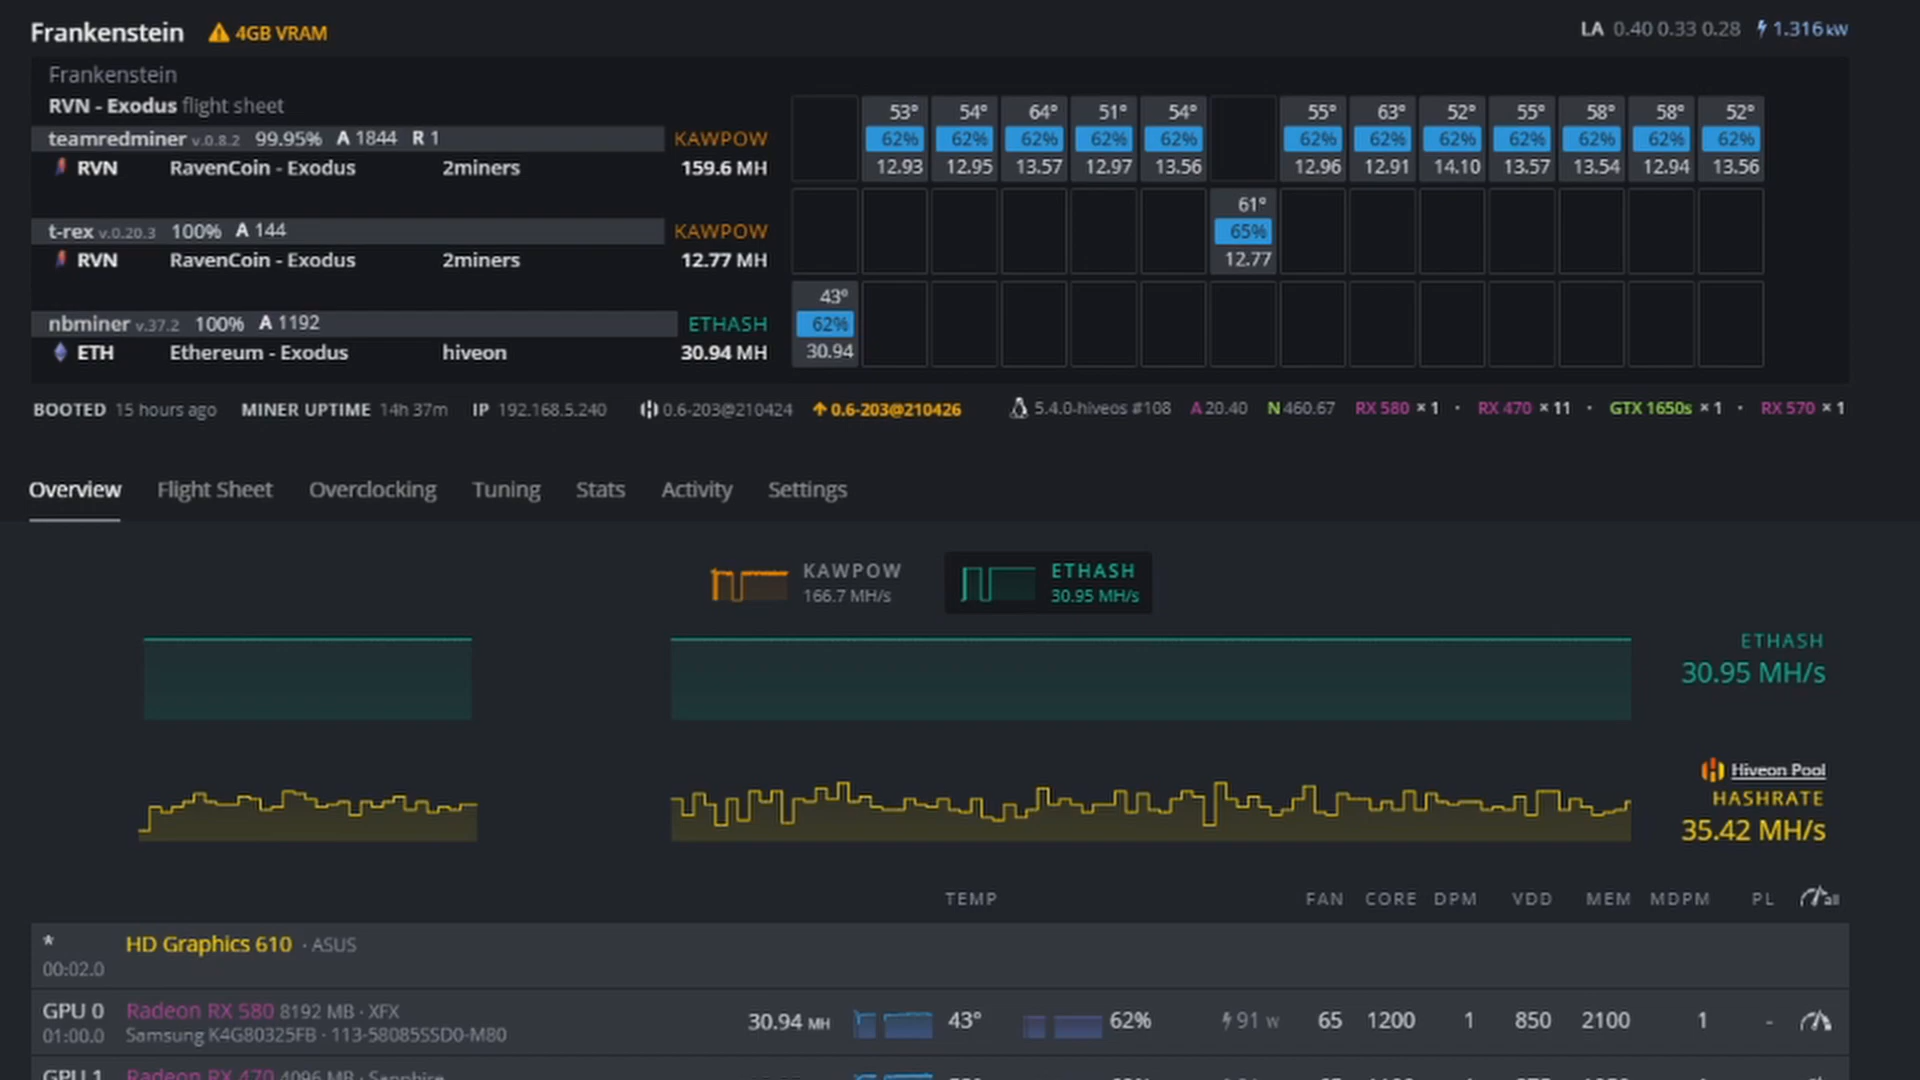 Frankenstein 4GB VRAM LA 0.40 0.33 0.28 1.316 kW
Frankenstein
RVN - Exodus flight sheet
53° 54° 64° 51° 54° 55° 63° 52° 55° 58° 58° 52°
teamredminer v.0.8.2 99.95% A 1844 R 1 KAWPOW 62% 62% 62% 62% 62% 62% 62% 62% 62% 62% 62% 62%
RVN RavenCoin - Exodus 2miners 159.6 MH 12.93 12.95 13.57 12.97 13.56 12.96 12.91 14.10 13.57 13.54 12.94 13.56
61°
t-rex v.0.20.3 100% A 144 KAWPOW 65%
RVN RavenCoin - Exodus 2miners 12.77 MH 12.77
43°
nbminer v.37.2 100% A 1192 ETHASH 62%
ETH Ethereum - Exodus hiveon 30.94 MH 30.94
BOOTED 15 hours ago MINER UPTIME 14h 37m IP 192.168.5.240 0.6-203@210424 0.6-203@210426 5.4.0-hiveos #108 A 20.40 N 460.67 RX 580 × 1 · RX 470 × 11 · GTX 1650s × 1 · RX 570 × 1
Overview Flight Sheet Overclocking Tuning Stats Activity Settings
KAWPOW ETHASH
166.7 MH/s 30.95 MH/s
ETHASH
30.95 MH/s
Hiveon Pool
HASHRATE
35.42 MH/s
TEMP FAN CORE DPM VDD MEM MDPM PL all
* HD Graphics 610 · ASUS
00:02.0
GPU 0 Radeon RX 580 8192 MB · XFX
30.94 MH 43° 62% 91 W 65 1200 1 850 2100 1 -
01:00.0 Samsung K4G80325FB · 113-58085SSD0-M80
GPU 1 Radeon RX 470 4096 MB · Sapphire